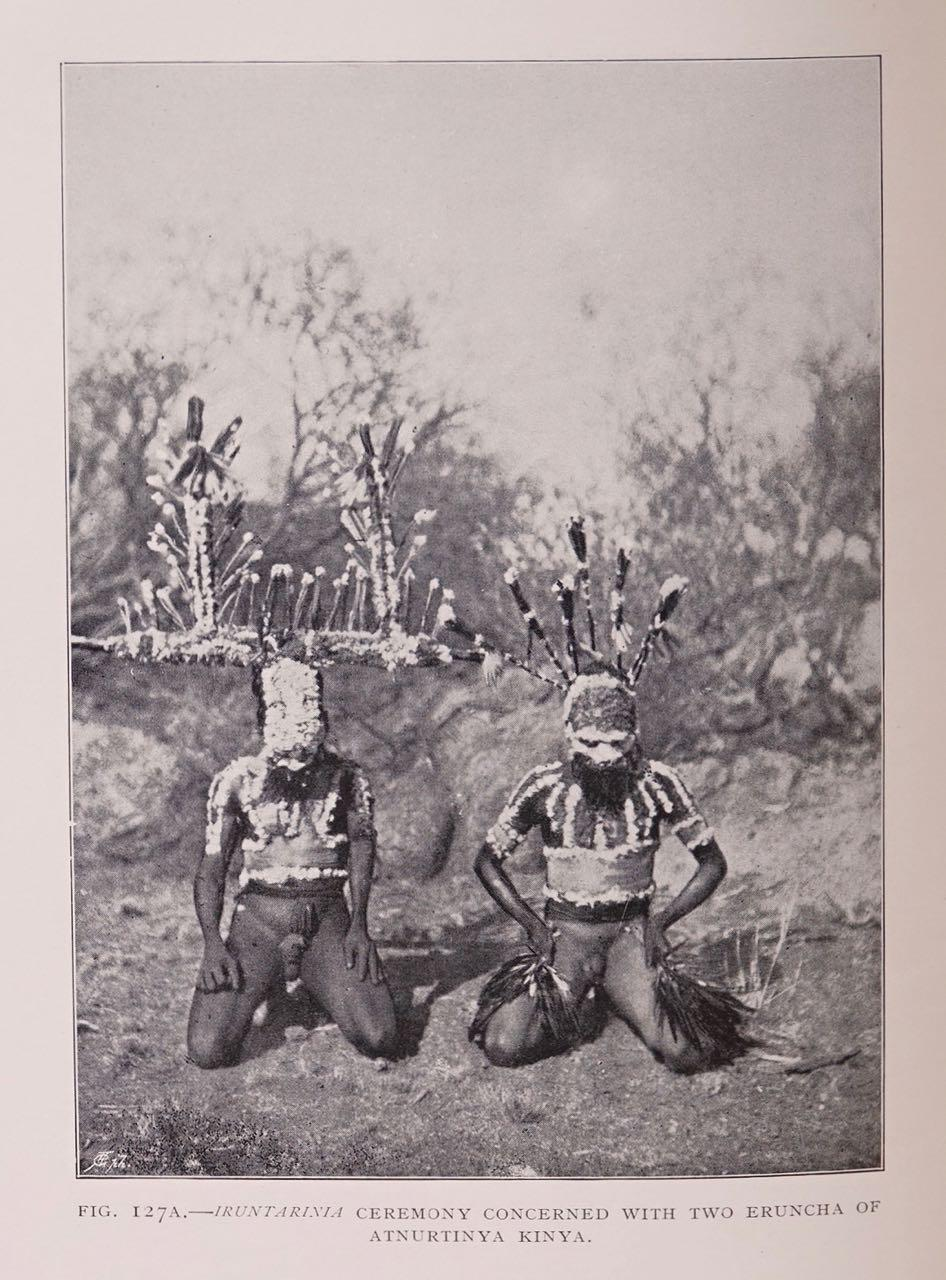 FIG. 127A.—IRUNTARINIA CEREMONY CONCERNED WITH TWO ERUNCHA OF
ATNURTINYA KINYA.